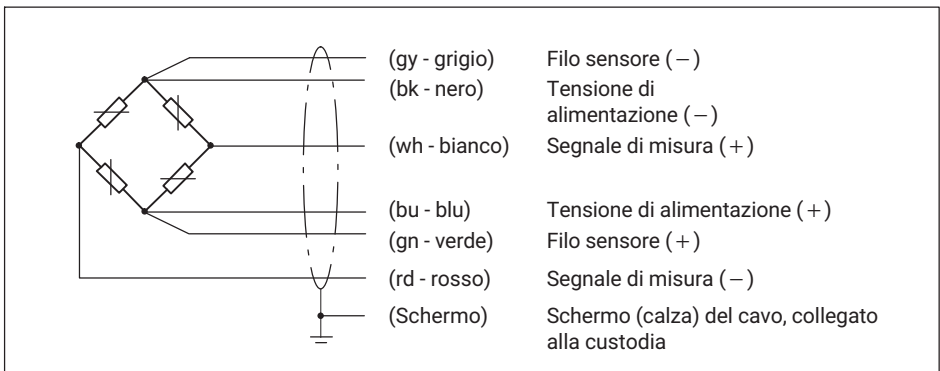 (gy - grigio) Filo sensore (−)
(bk - nero) Tensione di
alimentazione (−)
(wh - bianco) Segnale di misura (+)
(bu - blu) Tensione di alimentazione (+)
(gn - verde) Filo sensore (+)
(rd - rosso) Segnale di misura (−)
(Schermo) Schermo (calza) del cavo, collegato
alla custodia